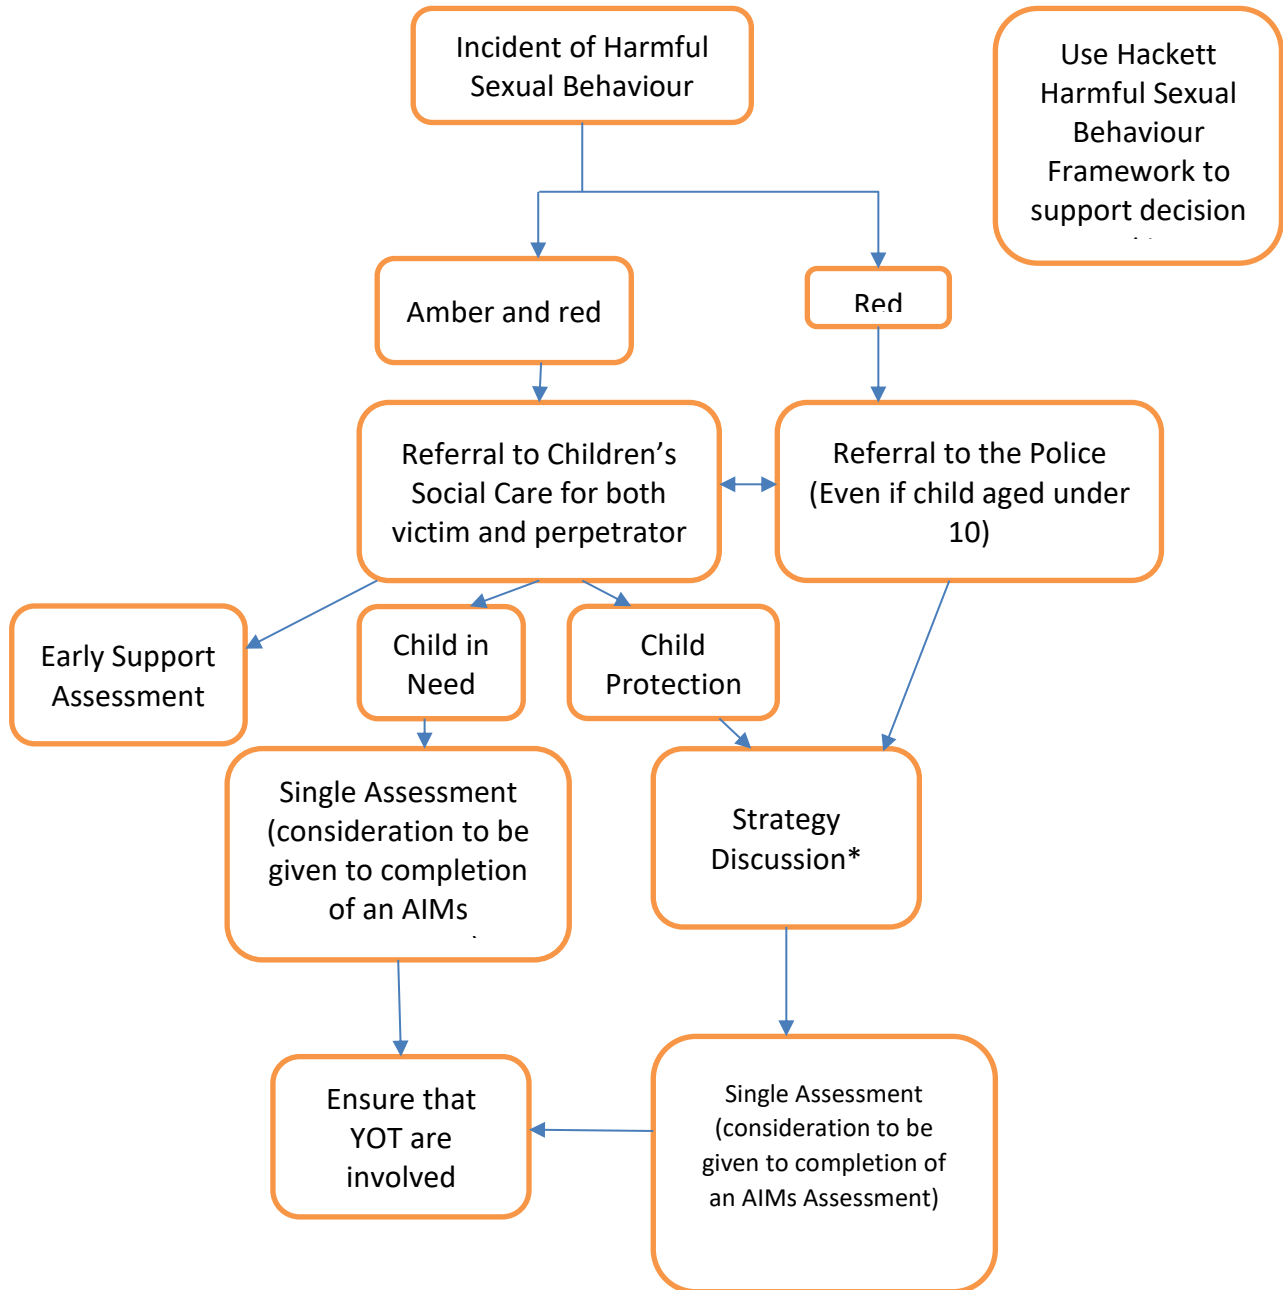 Incident of Harmful
Sexual Behaviour
Use Hackett
Harmful Sexual
Behaviour
Framework to
support decision
Amber and red
Red
Referral to Children’s
Social Care for both
victim and perpetrator
Referral to the Police
(Even if child aged under
10)
Early Support
Assessment
Child in
Need
Child
Protection
Single Assessment
(consideration to be
given to completion
of an AIMs
Strategy
Discussion*
Ensure that
YOT are
involved
Single Assessment
(consideration to be
given to completion of
an AIMs Assessment)